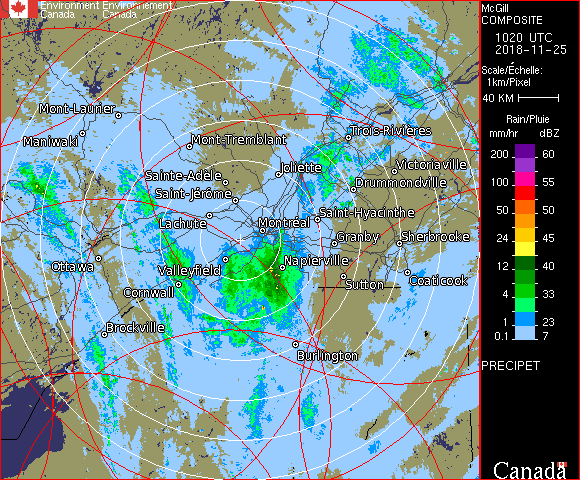 Environment Environnement
Canada Canada
McGill
COMPOSITE
1020 UTC
2018-11-25
Scale/Échelle:
1km/Pixel
40 KM
Rain/Pluie
mm/hr dBZ
200 60
100 55
50 50
24 45
12 40
4 33
1 23
0.1 7
PRECIPET
Canada
Mont-Laurier
Maniwaki
Mont-Tremblant
Trois-Rivières
Joliette
Victoriaville
Sainte-Adèle
Drummondville
Saint-Jérôme
Saint-Hyacinthe
Lachute
Montréal
Granby
Sherbrooke
Ottawa
Valleyfield
Napierville
Cornwall
Sutton
Coaticook
Brockville
Burlington